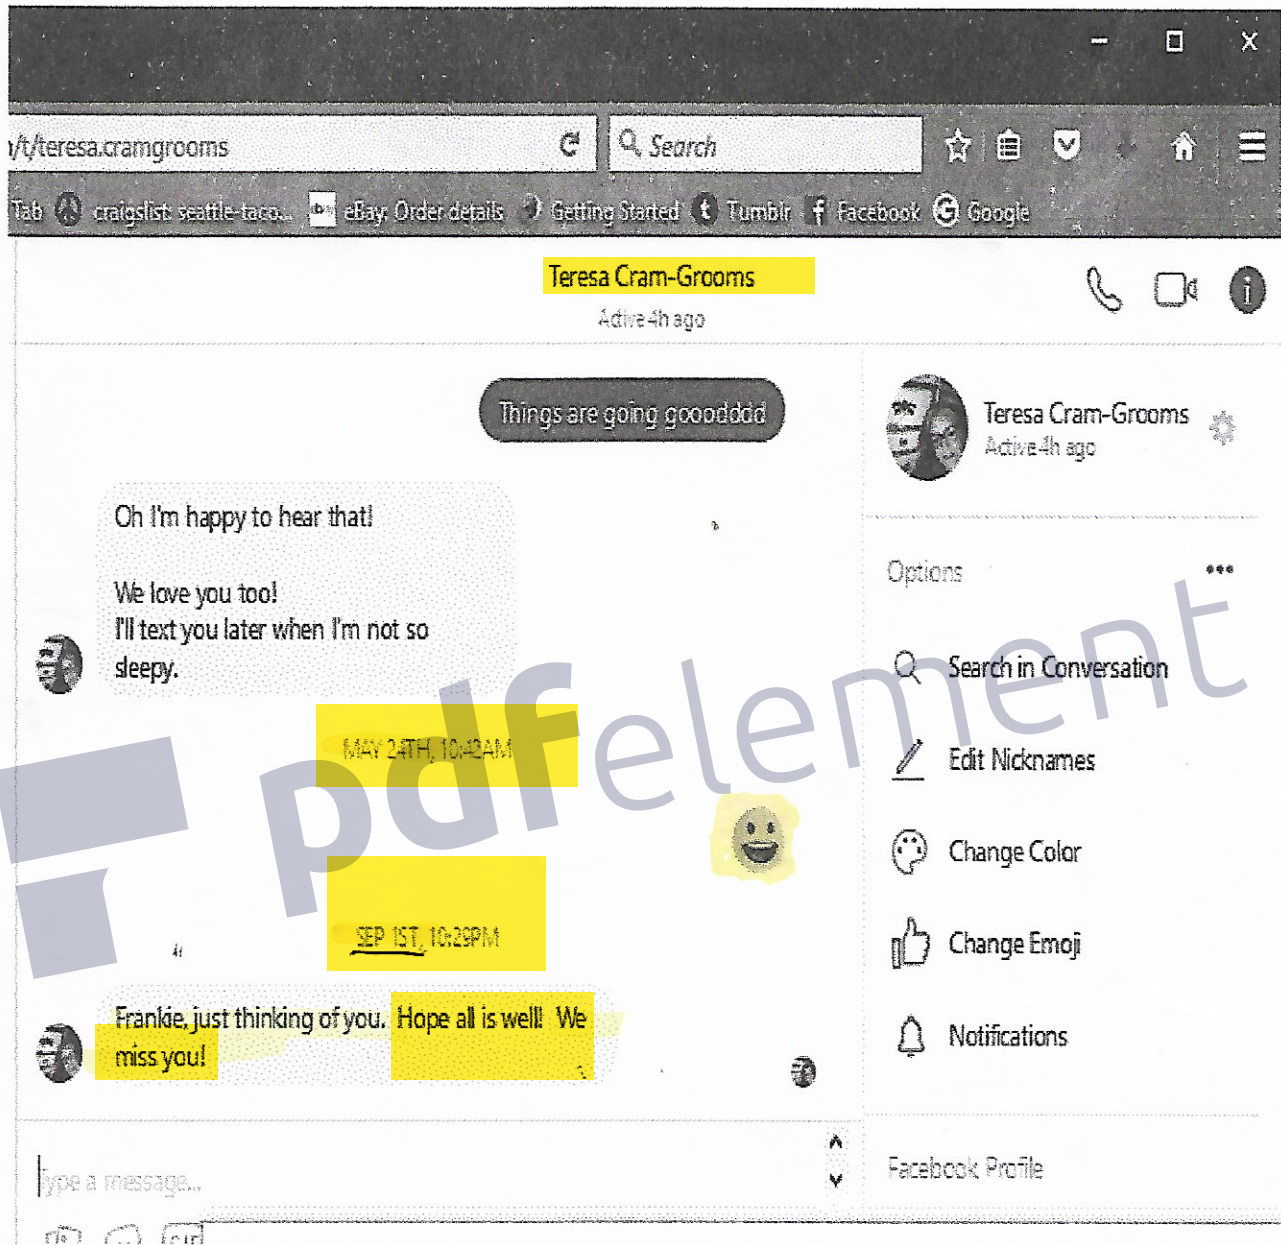 /t/teresa.cramgrooms
Search
Tab
craigslist: seattle-taco...
eBay: Order details
Getting Started
Tumblr
Facebook
Google
Teresa Cram-Grooms
Active 4h ago
Things are going gooodddd
Teresa Cram-Grooms
Active 4h ago
Oh I'm happy to hear that!
We love you too!
I'll text you later when I'm not so
sleepy.
Options
Search in Conversation
pdfelement
MAY 24TH, 10:48AM
Edit Nicknames
Change Color
SEP 1ST, 10:29PM
Change Emoji
Frankie, just thinking of you. Hope all is well! We
miss you!
Notifications
Type a message...
Facebook Profile
GIF